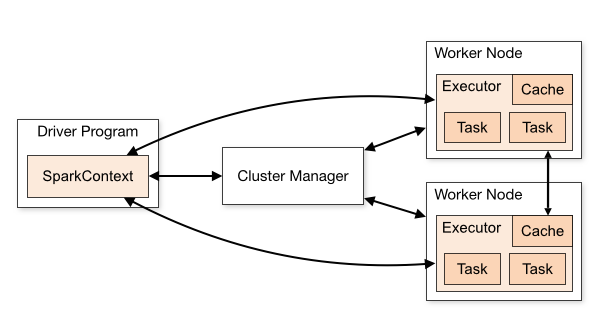 Driver Program
SparkContext
Cluster Manager
Worker Node
Executor
Cache
Task
Task
Worker Node
Executor
Cache
Task
Task